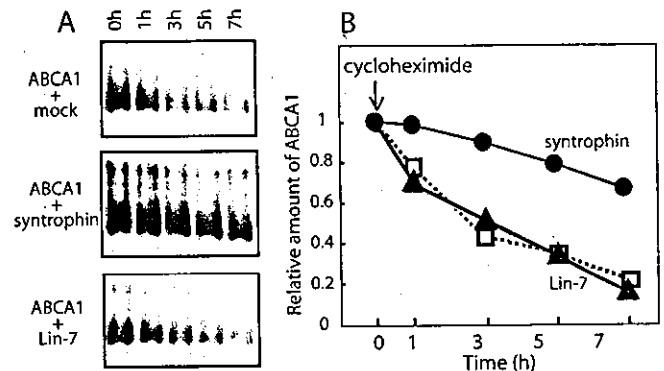 A
0h 1h 3h 5h 7h
ABCA1
+
mock
ABCA1
+
syntrophin
ABCA1
+
Lin-7
B
cycloheximide
syntrophin
Lin-7
Relative amount of ABCA1
1
0.8
0.6
0.4
0.2
0
0 1 3 5 7
Time (h)